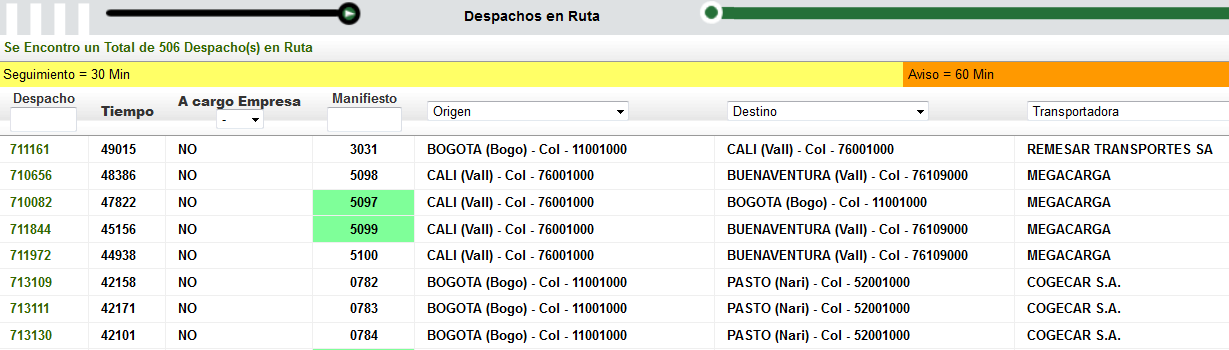 Despachos en Ruta
Se Encontro un Total de 506 Despacho(s) en Ruta
Seguimiento = 30 Min Aviso = 60 Min
Despacho Tiempo A cargo Empresa - Manifiesto Origen Destino Transportadora
711161 49015 NO 3031 BOGOTA (Bogo) - Col - 11001000 CALI (Vall) - Col - 76001000 REMESAR TRANSPORTES SA
710656 48386 NO 5098 CALI (Vall) - Col - 76001000 BUENAVENTURA (Vall) - Col - 76109000 MEGACARGA
710082 47822 NO 5097 CALI (Vall) - Col - 76001000 BOGOTA (Bogo) - Col - 11001000 MEGACARGA
711844 45156 NO 5099 CALI (Vall) - Col - 76001000 BUENAVENTURA (Vall) - Col - 76109000 MEGACARGA
711972 44938 NO 5100 CALI (Vall) - Col - 76001000 BUENAVENTURA (Vall) - Col - 76109000 MEGACARGA
713109 42158 NO 0782 BOGOTA (Bogo) - Col - 11001000 PASTO (Nari) - Col - 52001000 COGECAR S.A.
713111 42171 NO 0783 BOGOTA (Bogo) - Col - 11001000 PASTO (Nari) - Col - 52001000 COGECAR S.A.
713130 42101 NO 0784 BOGOTA (Bogo) - Col - 11001000 PASTO (Nari) - Col - 52001000 COGECAR S.A.